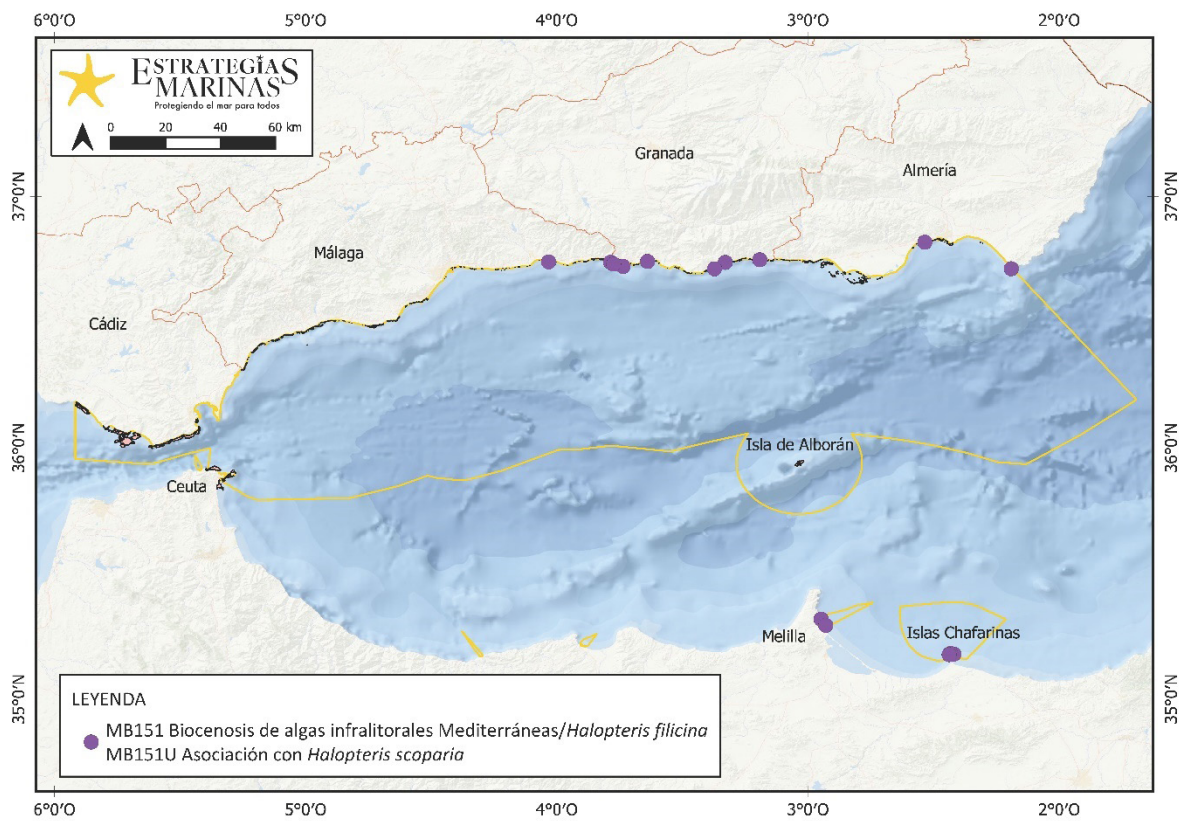 6°0'O 5°0'O 4°0'O 3°0'O 2°0'O
ESTRATEGIAS
MARINAS
Protegiendo el mar para todos
0 20 40 60 km
37°0'N 37°0'N
36°0'N 36°0'N
35°0'N 35°0'N
Granada
Almería
Málaga
Cádiz
Isla de Alborán
Ceuta
Melilla
Islas Chafarinas
LEYENDA
MB151 Biocenosis de algas infralitorales Mediterráneas/Halopteris filicina
MB151U Asociación con Halopteris scoparia
6°0'O 5°0'O 4°0'O 3°0'O 2°0'O